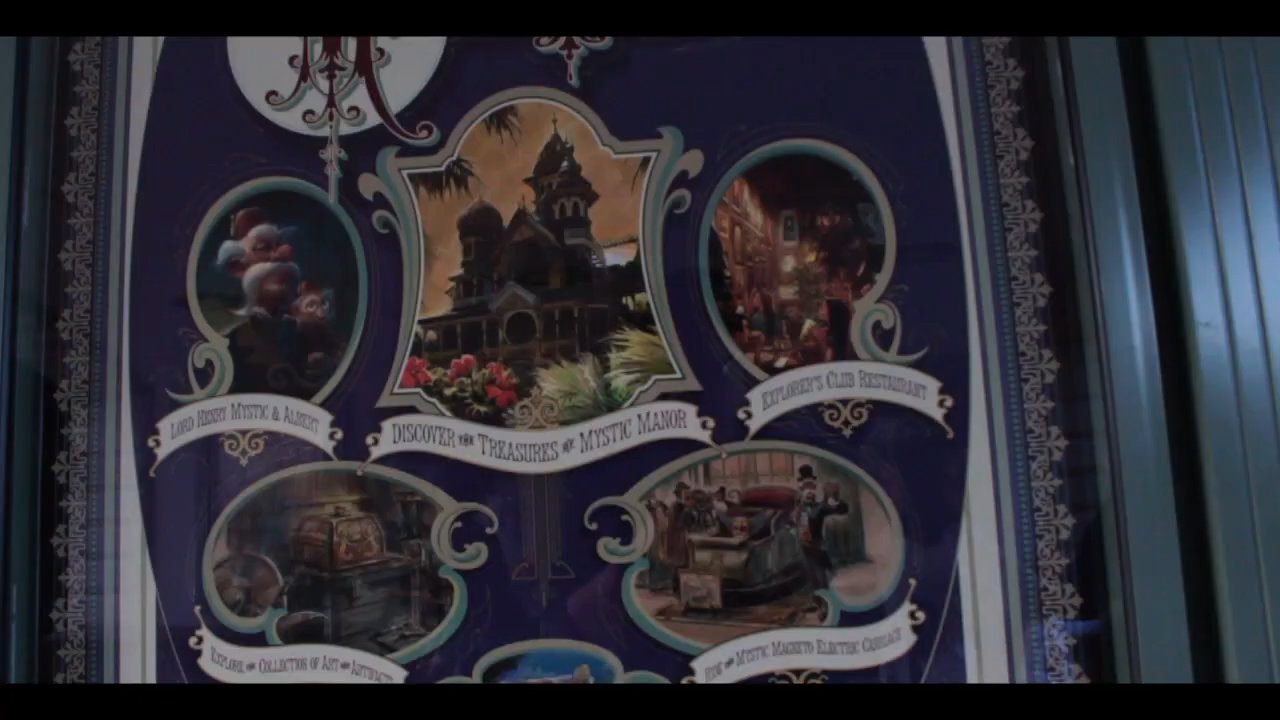 LORD HENRY MYSTIC & ALBERT
DISCOVER THE TREASURES OF MYSTIC MANOR
EXPLORER'S CLUB RESTAURANT
EXPLORE THE COLLECTION OF ART AND ARTIFACTS
RIDE THE MYSTIC MAGNETO ELECTRIC CARRIAGE